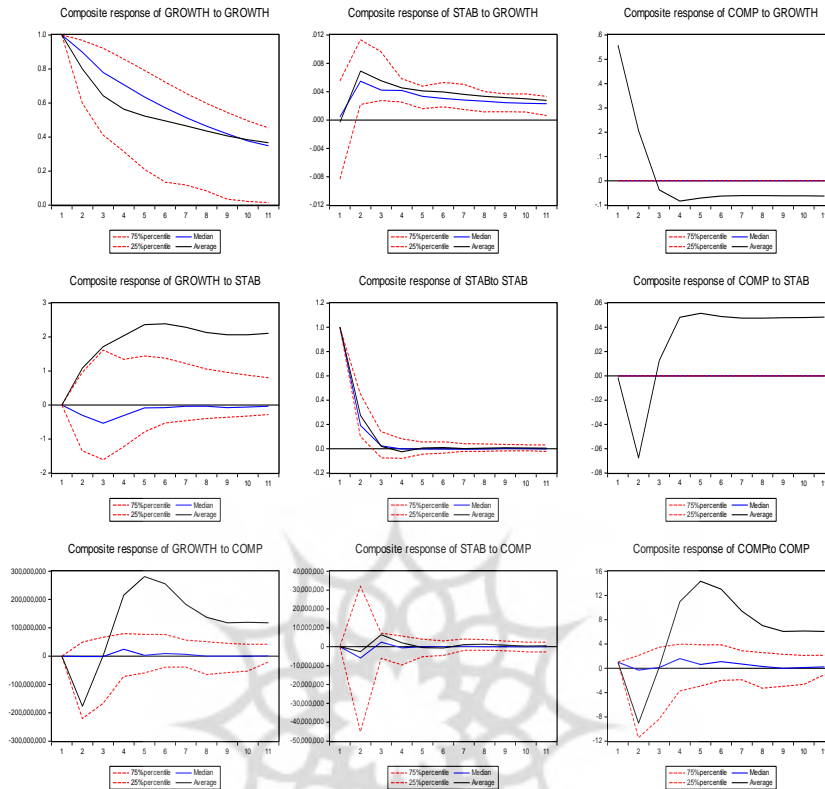 Composite response of GROWTH to GROWTH
1.0
0.8
0.6
0.4
0.2
0.0
1 2 3 4 5 6 7 8 9 10 11
75%percentile Median
25%percentile Average
Composite response of STAB to GROWTH
.012
.008
.004
.000
-.004
-.008
-.012
1 2 3 4 5 6 7 8 9 10 11
75%percentile Median
25%percentile Average
Composite response of COMP to GROWTH
.6
.5
.4
.3
.2
.1
.0
-.1
1 2 3 4 5 6 7 8 9 10 11
75%percentile Median
25%percentile Average
Composite response of GROWTH to STAB
3
2
1
0
-1
-2
1 2 3 4 5 6 7 8 9 10 11
75%percentile Median
25%percentile Average
Composite response of STABto STAB
1.2
1.0
0.8
0.6
0.4
0.2
0.0
-0.2
1 2 3 4 5 6 7 8 9 10 11
75%percentile Median
25%percentile Average
Composite response of COMP to STAB
.06
.04
.02
.00
-.02
-.04
-.06
-.08
1 2 3 4 5 6 7 8 9 10 11
75%percentile Median
25%percentile Average
Composite response of GROWTH to COMP
300,000,000
200,000,000
100,000,000
0
-100,000,000
-200,000,000
-300,000,000
1 2 3 4 5 6 7 8 9 10 11
75%percentile Median
25%percentile Average
Composite response of STAB to COMP
40,000,000
30,000,000
20,000,000
10,000,000
0
-10,000,000
-20,000,000
-30,000,000
-40,000,000
-50,000,000
1 2 3 4 5 6 7 8 9 10 11
75%percentile Median
25%percentile Average
Composite response of COMPto COMP
16
12
8
4
0
-4
-8
-12
1 2 3 4 5 6 7 8 9 10 11
75%percentile Median
25%percentile Average